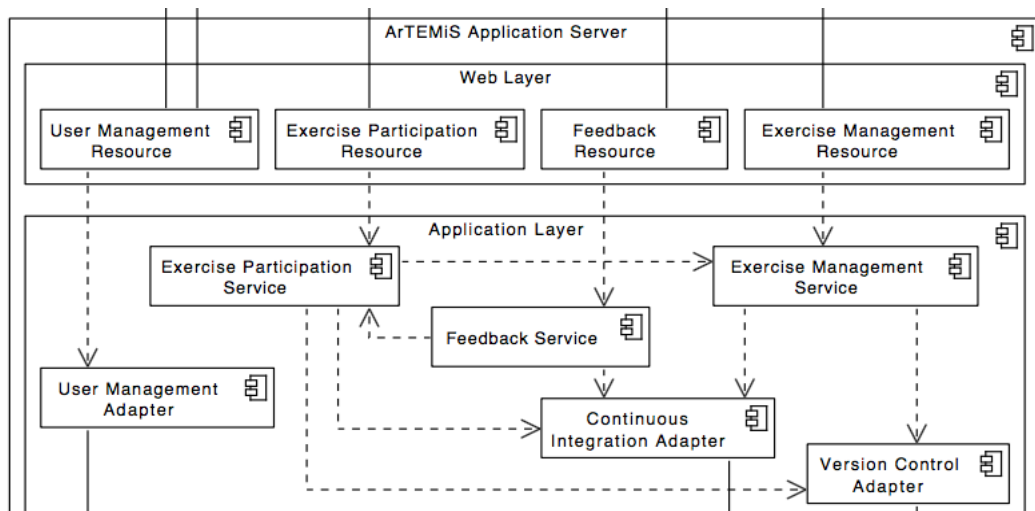 ArTEMiS Application Server
Web Layer
User Management
Resource
Exercise Participation
Resource
Feedback
Resource
Exercise Management
Resource
Application Layer
Exercise Participation
Service
Exercise Management
Service
Feedback Service
User Management
Adapter
Continuous
Integration Adapter
Version Control
Adapter